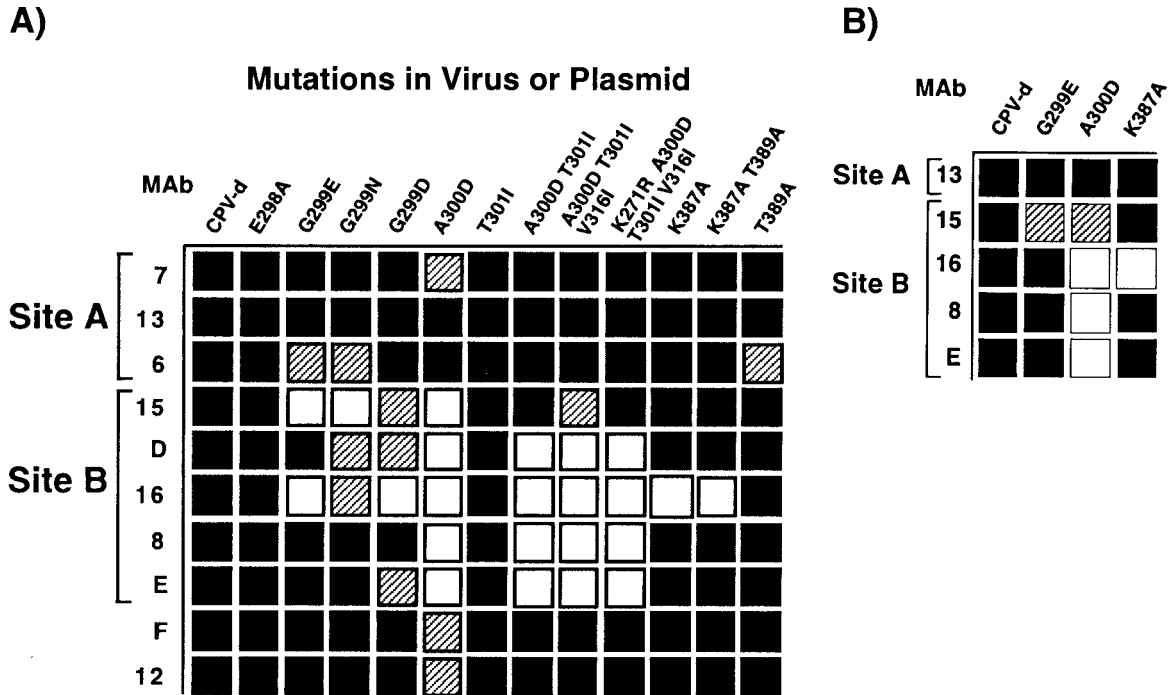 A)
B)
Mutations in Virus or Plasmid
MAb
CPV-d
E298A
G299E
G299N
G299D
A300D
T301I
A300D T301I
A300D T301I
V316I
K271R A300D
T301I V316I
K387A
K387A T389A
T389A
Site A
7
13
6
Site B
15
D
16
8
E
F
12
MAb
CPV-d
G299E
A300D
K387A
Site A
13
Site B
15
16
8
E